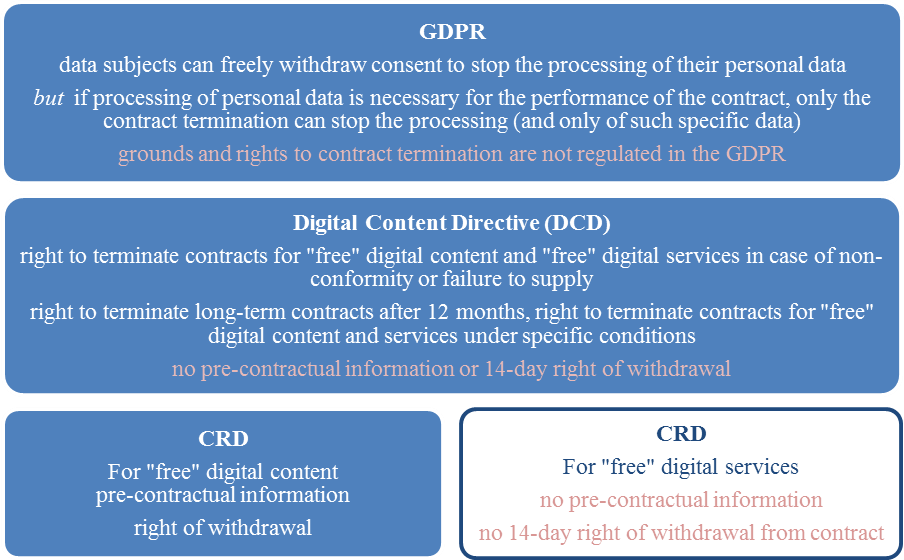 GDPR
data subjects can freely withdraw consent to stop the processing of their personal data
but if processing of personal data is necessary for the performance of the contract, only the
contract termination can stop the processing (and only of such specific data)
grounds and rights to contract termination are not regulated in the GDPR
Digital Content Directive (DCD)
right to terminate contracts for "free" digital content and "free" digital services in case of non-
conformity or failure to supply
right to terminate long-term contracts after 12 months, right to terminate contracts for "free"
digital content and services under specific conditions
no pre-contractual information or 14-day right of withdrawal
CRD
For "free" digital content
pre-contractual information
right of withdrawal
CRD
For "free" digital services
no pre-contractual information
no 14-day right of withdrawal from contract